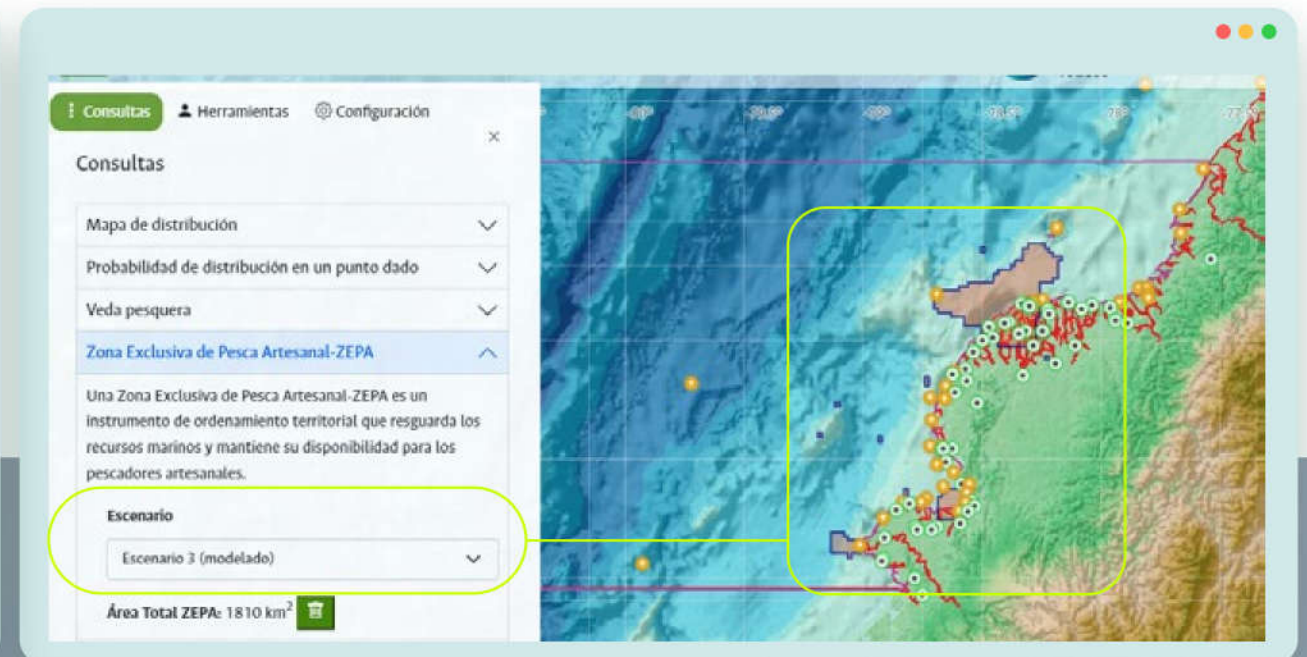 Consultas
Herramientas
Configuración
×
Consultas
Mapa de distribución
Probabilidad de distribución en un punto dado
Veda pesquera
Zona Exclusiva de Pesca Artesanal-ZEPA
Una Zona Exclusiva de Pesca Artesanal-ZEPA es un
instrumento de ordenamiento territorial que resguarda los
recursos marinos y mantiene su disponibilidad para los
pescadores artesanales.
Escenario
Escenario 3 (modelado)
Área Total ZEPA: 1810 km²